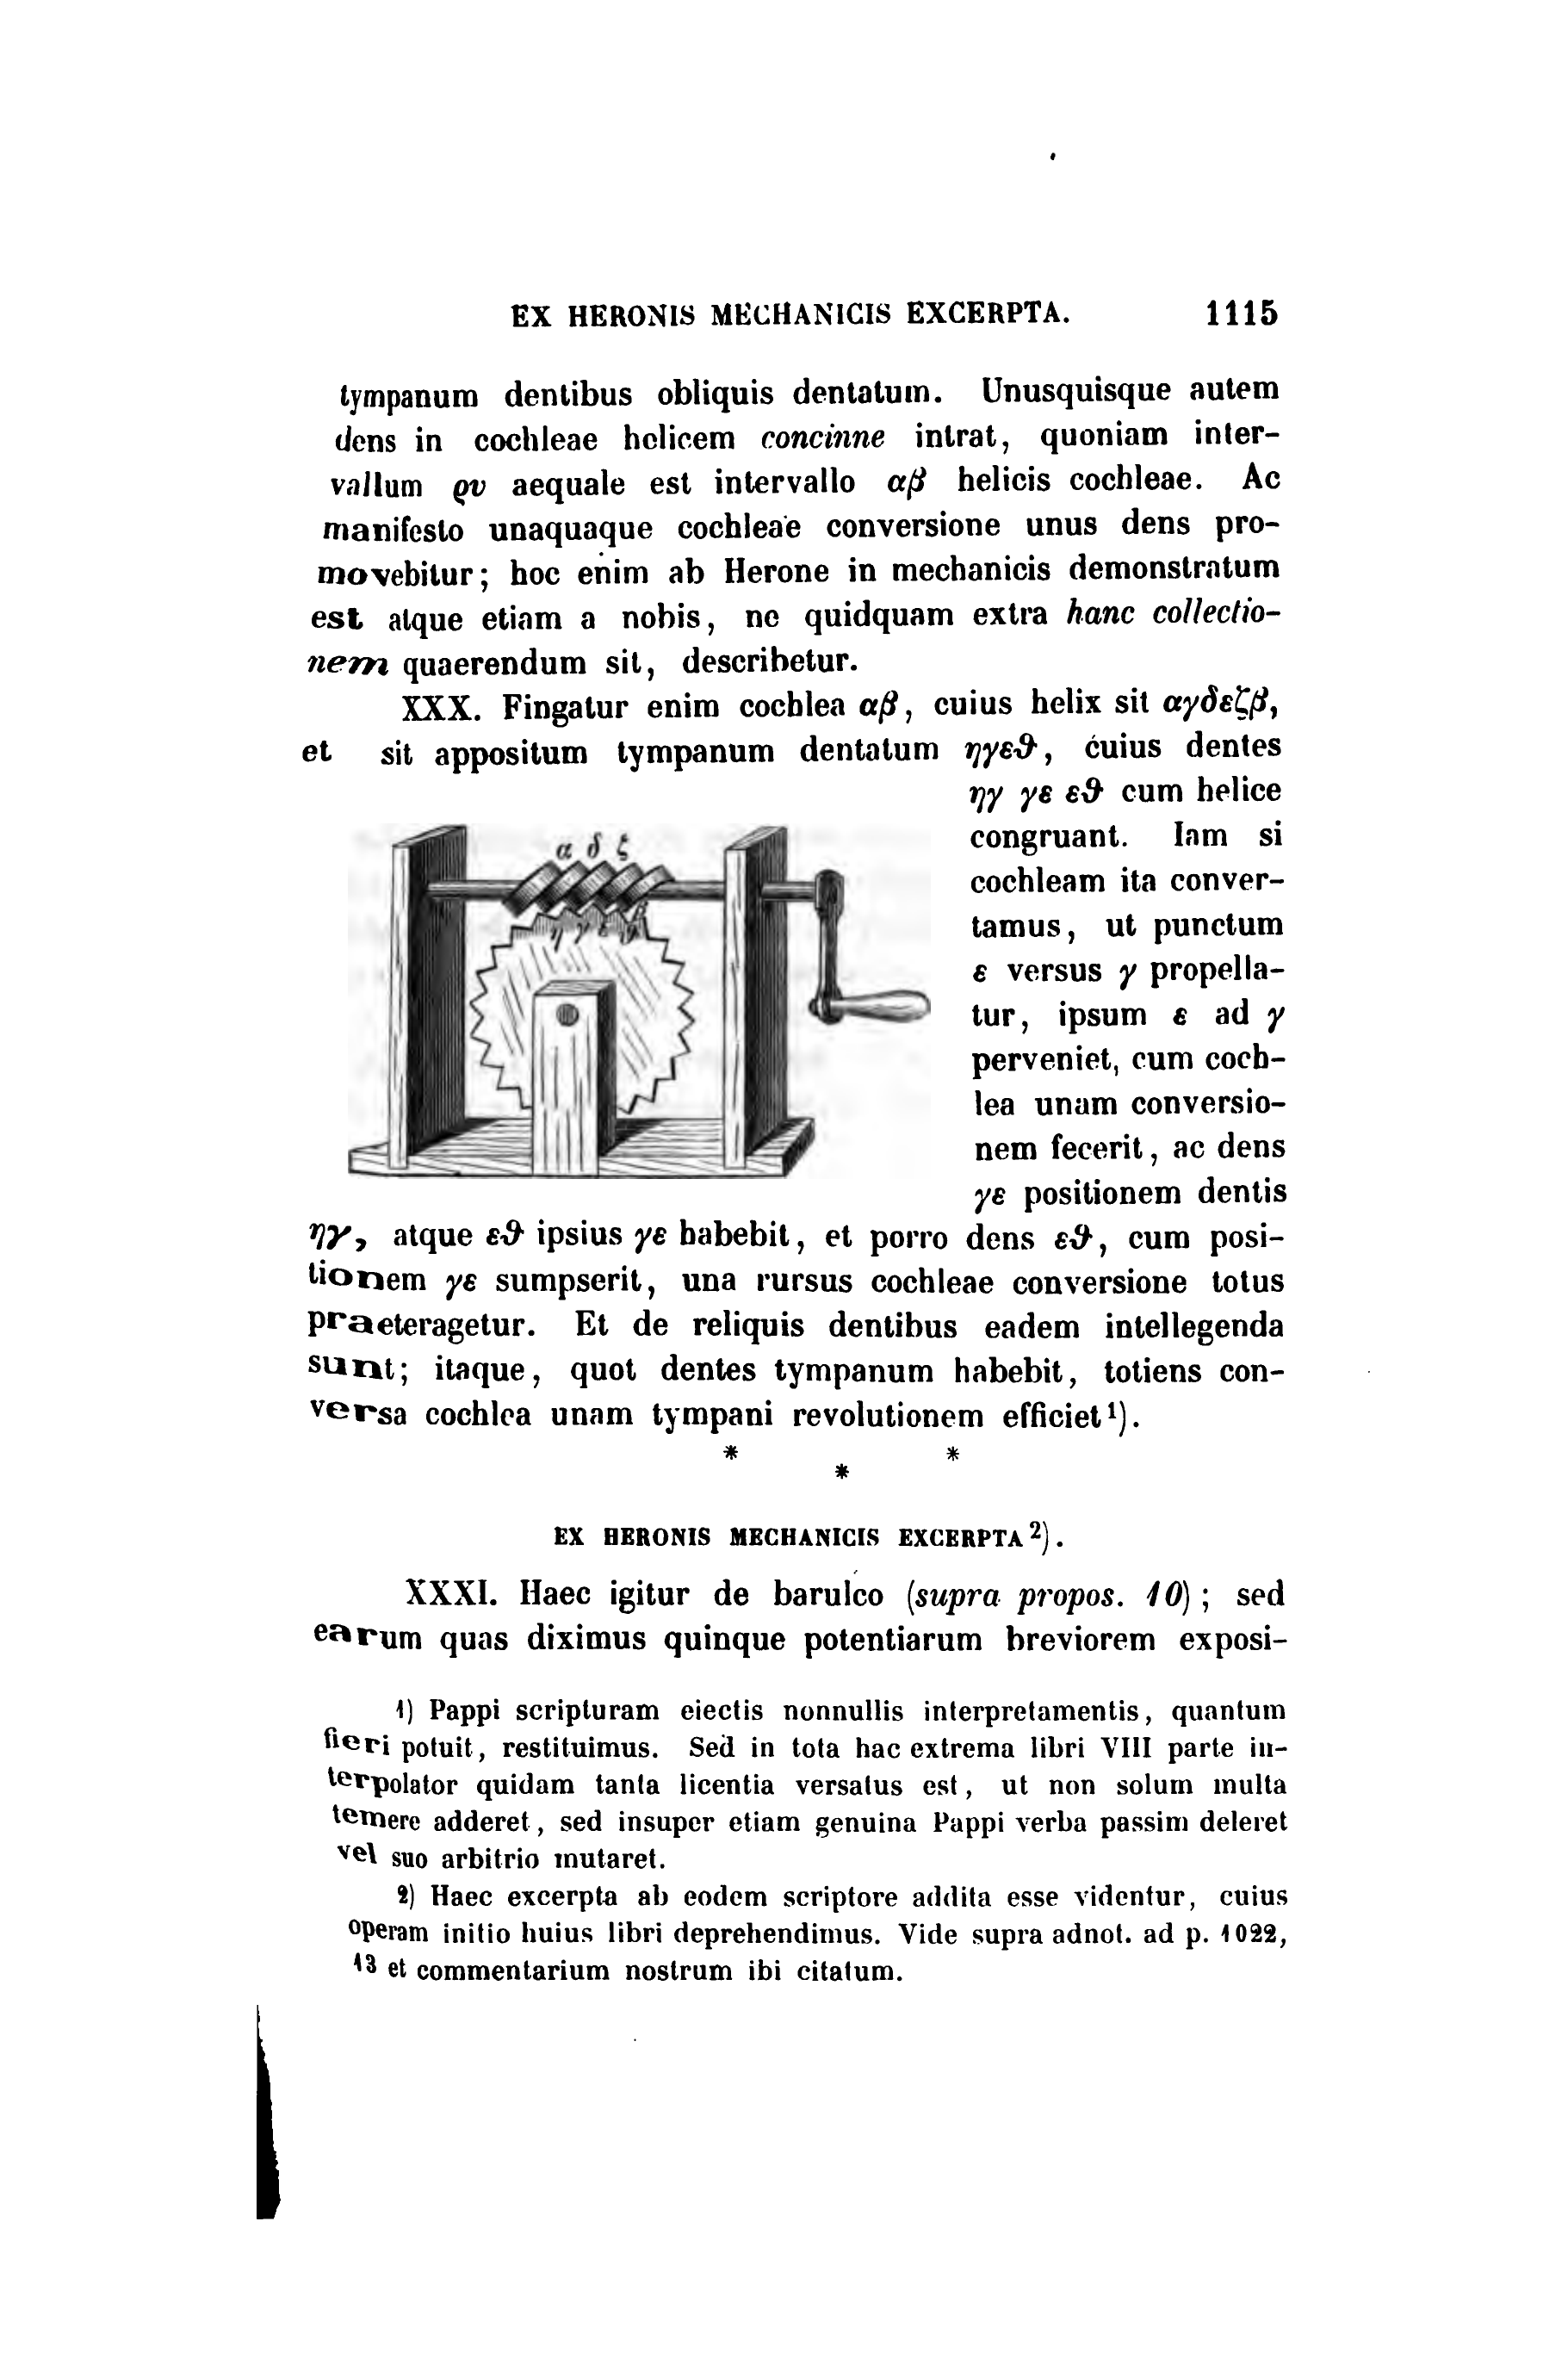 EX HERONIS MECHANICIS EXCERPTA. 1115
tympanum dentibus obliquis dentatum. Unusquisque autem
dens in cochleae helicem concinne intrat, quoniam inter-
vallum ϱν aequale est intervallo αβ helicis cochleae. Ac
manifesto unaquaque cochleae conversione unus dens pro-
movebitur; hoc enim ab Herone in mechanicis demonstratum
est atque etiam a nobis, ne quidquam extra hanc collectio-
nem quaerendum sit, describetur.
XXX. Fingatur enim cochlea αβ, cuius helix sit αγδεζβ,
et sit appositum tympanum dentatum ηγεϑ, cuius dentes
ηγ γε εϑ cum helice
congruant. Iam si
cochleam ita conver-
tamus, ut punctum
ε versus γ propella-
tur, ipsum ε ad γ
perveniet, cum coch-
lea unam conversio-
nem fecerit, ac dens
γε positionem dentis
α δ ζ
η γ ε
ηγ, atque εϑ ipsius γε habebit, et porro dens εϑ, cum posi-
tionem γε sumpserit, una rursus cochleae conversione totus
praeteragetur. Et de reliquis dentibus eadem intellegenda
sunt; itaque, quot dentes tympanum habebit, totiens con-
versa cochlea unam tympani revolutionem efficiet¹).
* * *
EX HERONIS MECHANICIS EXCERPTA²).
XXXI. Haec igitur de barulco (supra propos. 10); sed
earum quas diximus quinque potentiarum breviorem exposi-
1) Pappi scripturam eiectis nonnullis interpretamentis, quantum
fieri potuit, restituimus. Sed in tota hac extrema libri VIII parte in-
terpolator quidam tanta licentia versatus est, ut non solum multa
temere adderet, sed insuper etiam genuina Pappi verba passim deleret
vel suo arbitrio mutaret.
2) Haec excerpta ab eodem scriptore addita esse videntur, cuius
operam initio huius libri deprehendimus. Vide supra adnot. ad p. 1022,
13 et commentarium nostrum ibi citatum.